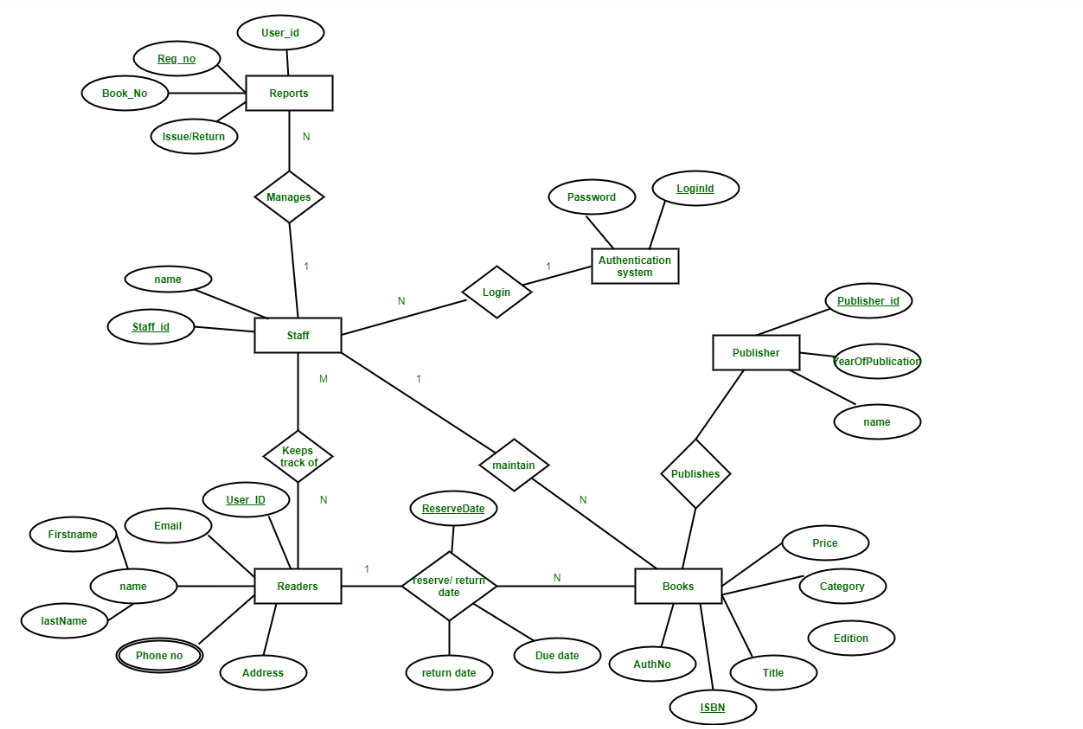 User_id
Reg_no
Book_No
Reports
Issue/Return
N
Manages
LoginId
Password
Authentication
system
1
1
name
Login
N
Publisher_id
Staff_id
Staff
Publisher
YearOfPublication
M
1
name
Keeps
track of
maintain
Publishes
User_ID
N
N
ReserveDate
Email
Firstname
Price
1
N
name
Readers
reserve/ return
date
Books
Category
lastName
Edition
Phone no
Due date
AuthNo
Address
return date
Title
ISBN